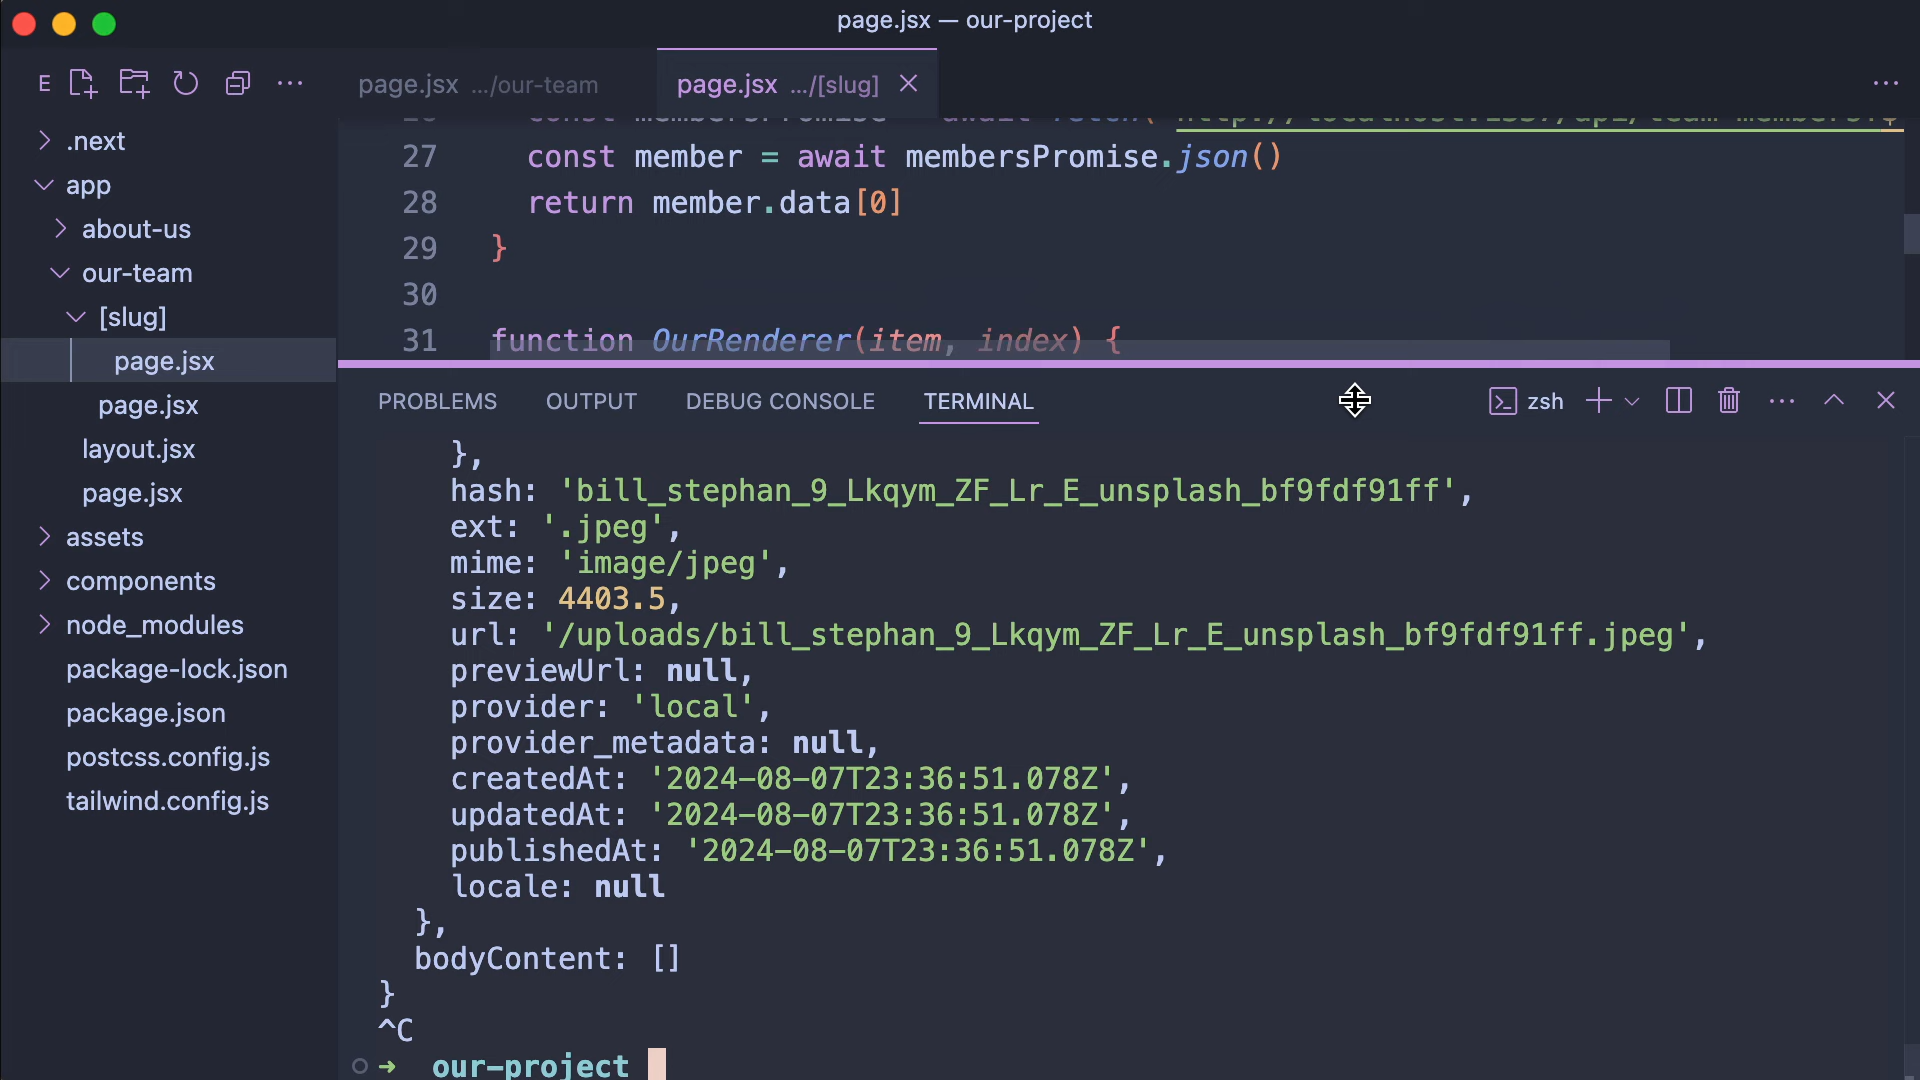 page.jsx — our-project
E
page.jsx .../our-team
page.jsx .../[slug]
.next
app
about-us
our-team
[slug]
page.jsx
page.jsx
layout.jsx
page.jsx
assets
components
node_modules
package-lock.json
package.json
postcss.config.js
tailwind.config.js
27 const member = await membersPromise.json()
28 return member.data[0]
29 }
30
31 function OurRenderer(item, index) {
PROBLEMS OUTPUT DEBUG CONSOLE TERMINAL zsh
},
hash: 'bill_stephan_9_Lkqym_ZF_Lr_E_unsplash_bf9fdf91ff',
ext: '.jpeg',
mime: 'image/jpeg',
size: 4403.5,
url: '/uploads/bill_stephan_9_Lkqym_ZF_Lr_E_unsplash_bf9fdf91ff.jpeg',
previewUrl: null,
provider: 'local',
provider_metadata: null,
createdAt: '2024-08-07T23:36:51.078Z',
updatedAt: '2024-08-07T23:36:51.078Z',
publishedAt: '2024-08-07T23:36:51.078Z',
locale: null
},
bodyContent: []
}
^C
➜ our-project